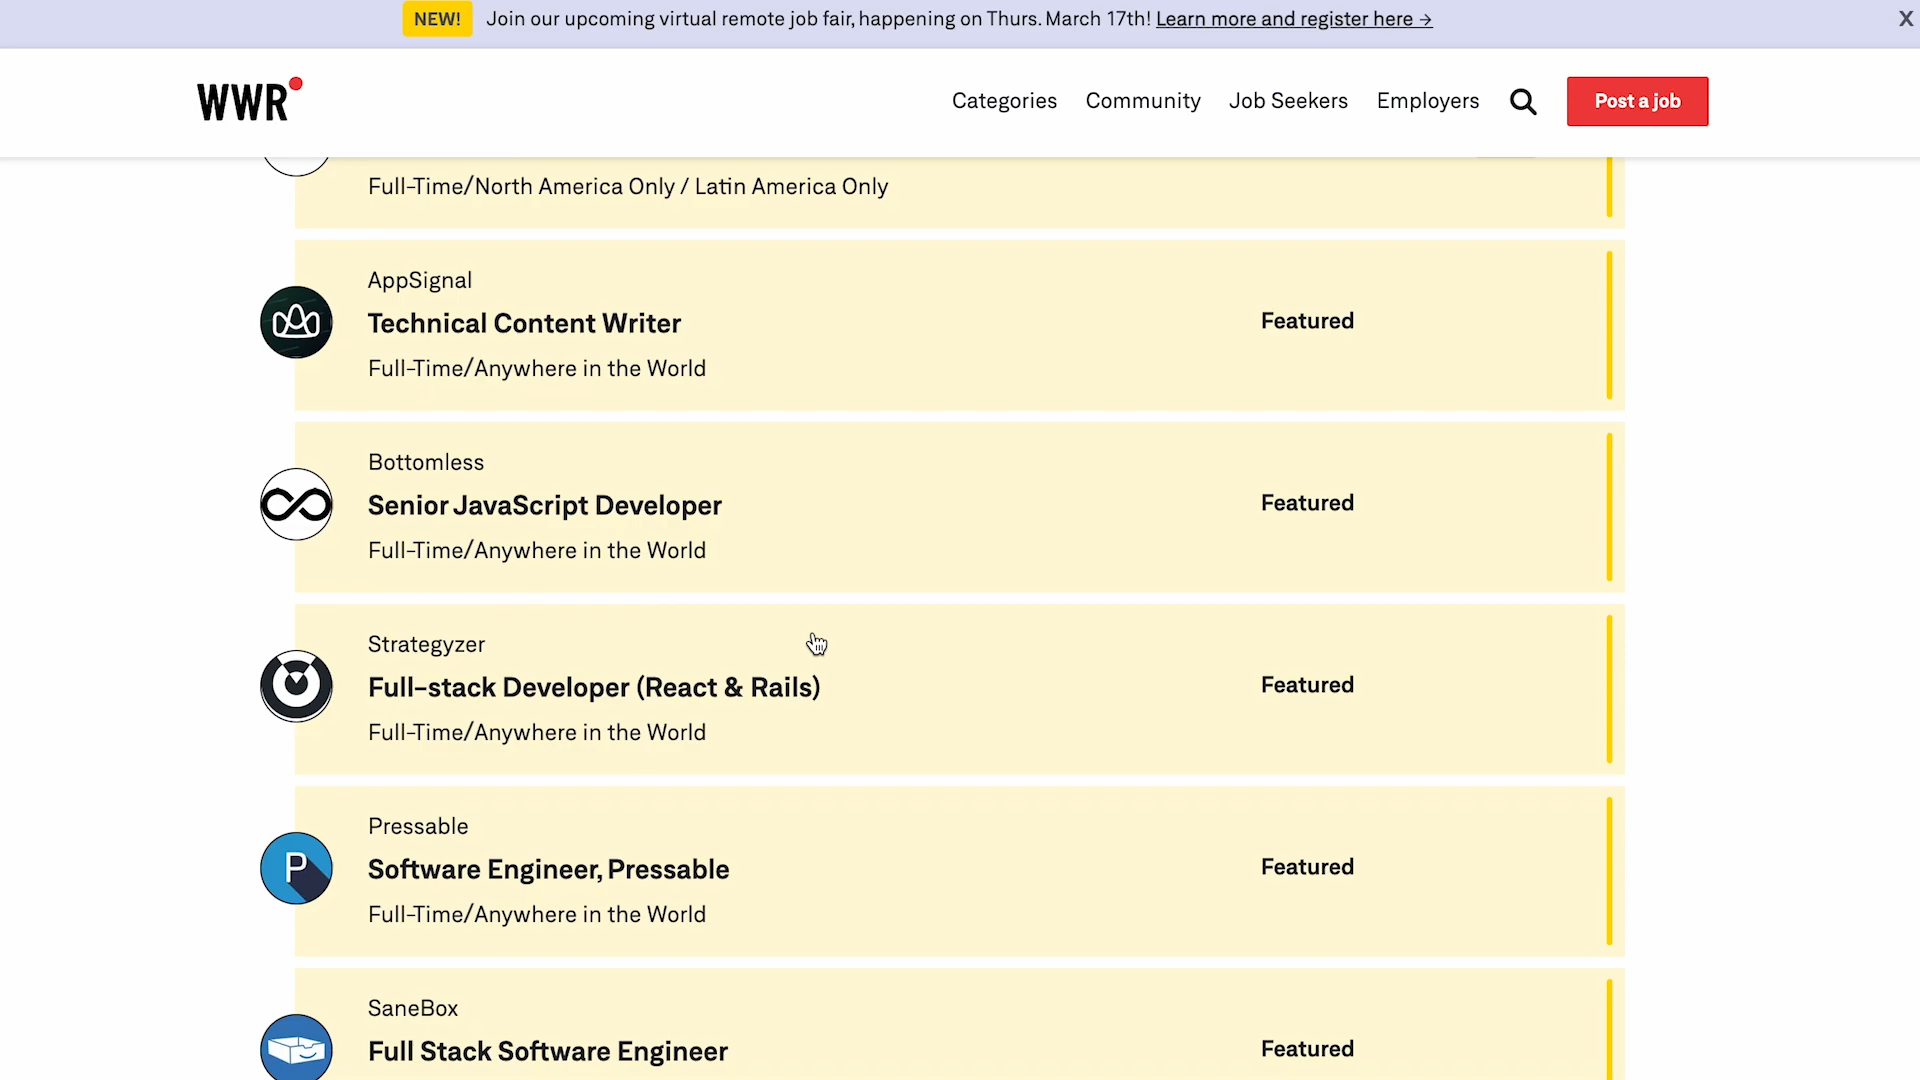 NEW! Join our upcoming virtual remote job fair, happening on Thurs. March 17th! Learn more and register here → X
WWR Categories Community Job Seekers Employers Post a job
Full-Time/North America Only / Latin America Only
AppSignal
Technical Content Writer Featured
Full-Time/Anywhere in the World
Bottomless
Senior JavaScript Developer Featured
Full-Time/Anywhere in the World
Strategyzer
Full-stack Developer (React & Rails) Featured
Full-Time/Anywhere in the World
Pressable
P
Software Engineer, Pressable Featured
Full-Time/Anywhere in the World
SaneBox
Full Stack Software Engineer Featured